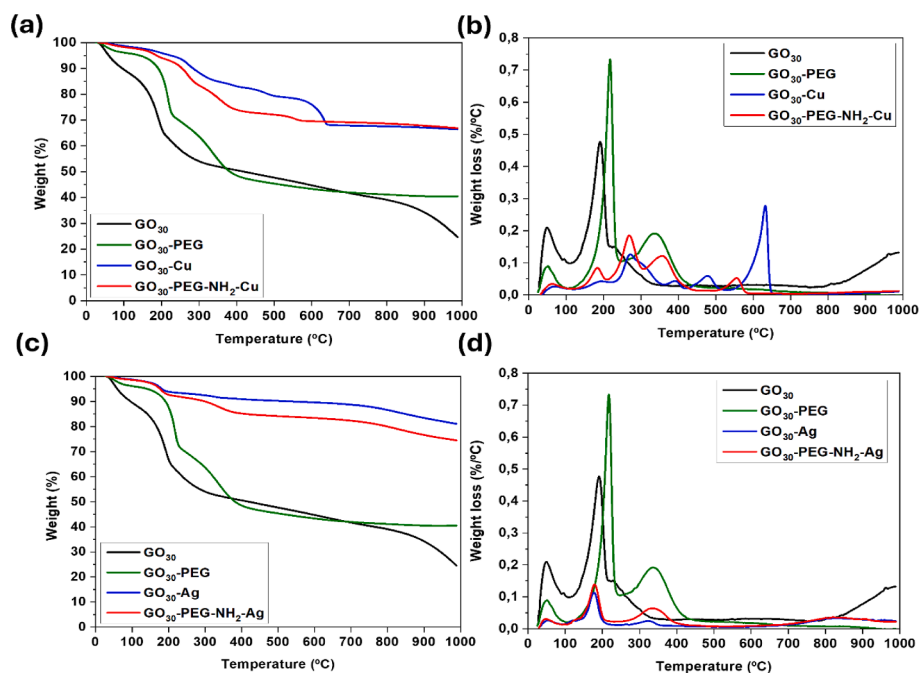 (a)
Weight (%)
100
90
80
70
60
50
40
30
20
10
0
GO₃₀
GO₃₀-PEG
GO₃₀-Cu
GO₃₀-PEG-NH₂-Cu
0 100 200 300 400 500 600 700 800 900 1000
Temperature (ºC)
(b)
Weight loss (%/ºC)
0,8
0,7
0,6
0,5
0,4
0,3
0,2
0,1
0,0
GO₃₀
GO₃₀-PEG
GO₃₀-Cu
GO₃₀-PEG-NH₂-Cu
0 100 200 300 400 500 600 700 800 900 1000
Temperature (ºC)
(c)
Weight (%)
100
90
80
70
60
50
40
30
20
10
0
GO₃₀
GO₃₀-PEG
GO₃₀-Ag
GO₃₀-PEG-NH₂-Ag
0 100 200 300 400 500 600 700 800 900 1000
Temperature (ºC)
(d)
Weight loss (%/ºC)
0,8
0,7
0,6
0,5
0,4
0,3
0,2
0,1
0,0
GO₃₀
GO₃₀-PEG
GO₃₀-Ag
GO₃₀-PEG-NH₂-Ag
0 100 200 300 400 500 600 700 800 900 1000
Temperature (ºC)